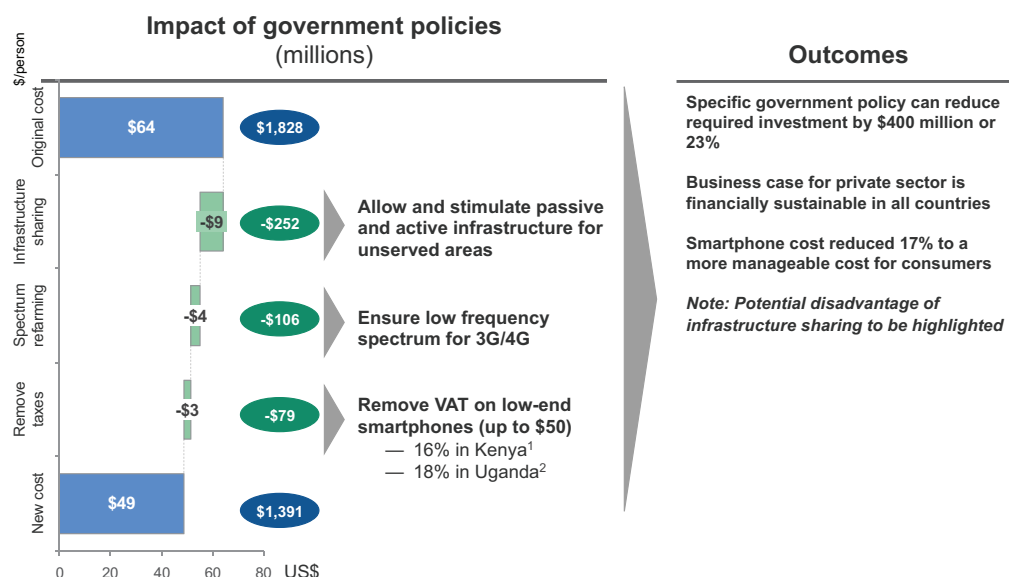 Impact of government policies
(millions)
$/person
Original cost
$64
$1,828
Infrastructure
sharing
-$9
-$252
Allow and stimulate passive
and active infrastructure for
unserved areas
Spectrum
refarming
-$4
-$106
Ensure low frequency
spectrum for 3G/4G
Remove
taxes
-$3
-$79
Remove VAT on low-end
smartphones (up to $50)
— 16% in Kenya¹
— 18% in Uganda²
New cost
$49
$1,391
0 20 40 60 80 US$
Outcomes
Specific government policy can reduce
required investment by $400 million or
23%
Business case for private sector is
financially sustainable in all countries
Smartphone cost reduced 17% to a
more manageable cost for consumers
Note: Potential disadvantage of
infrastructure sharing to be highlighted